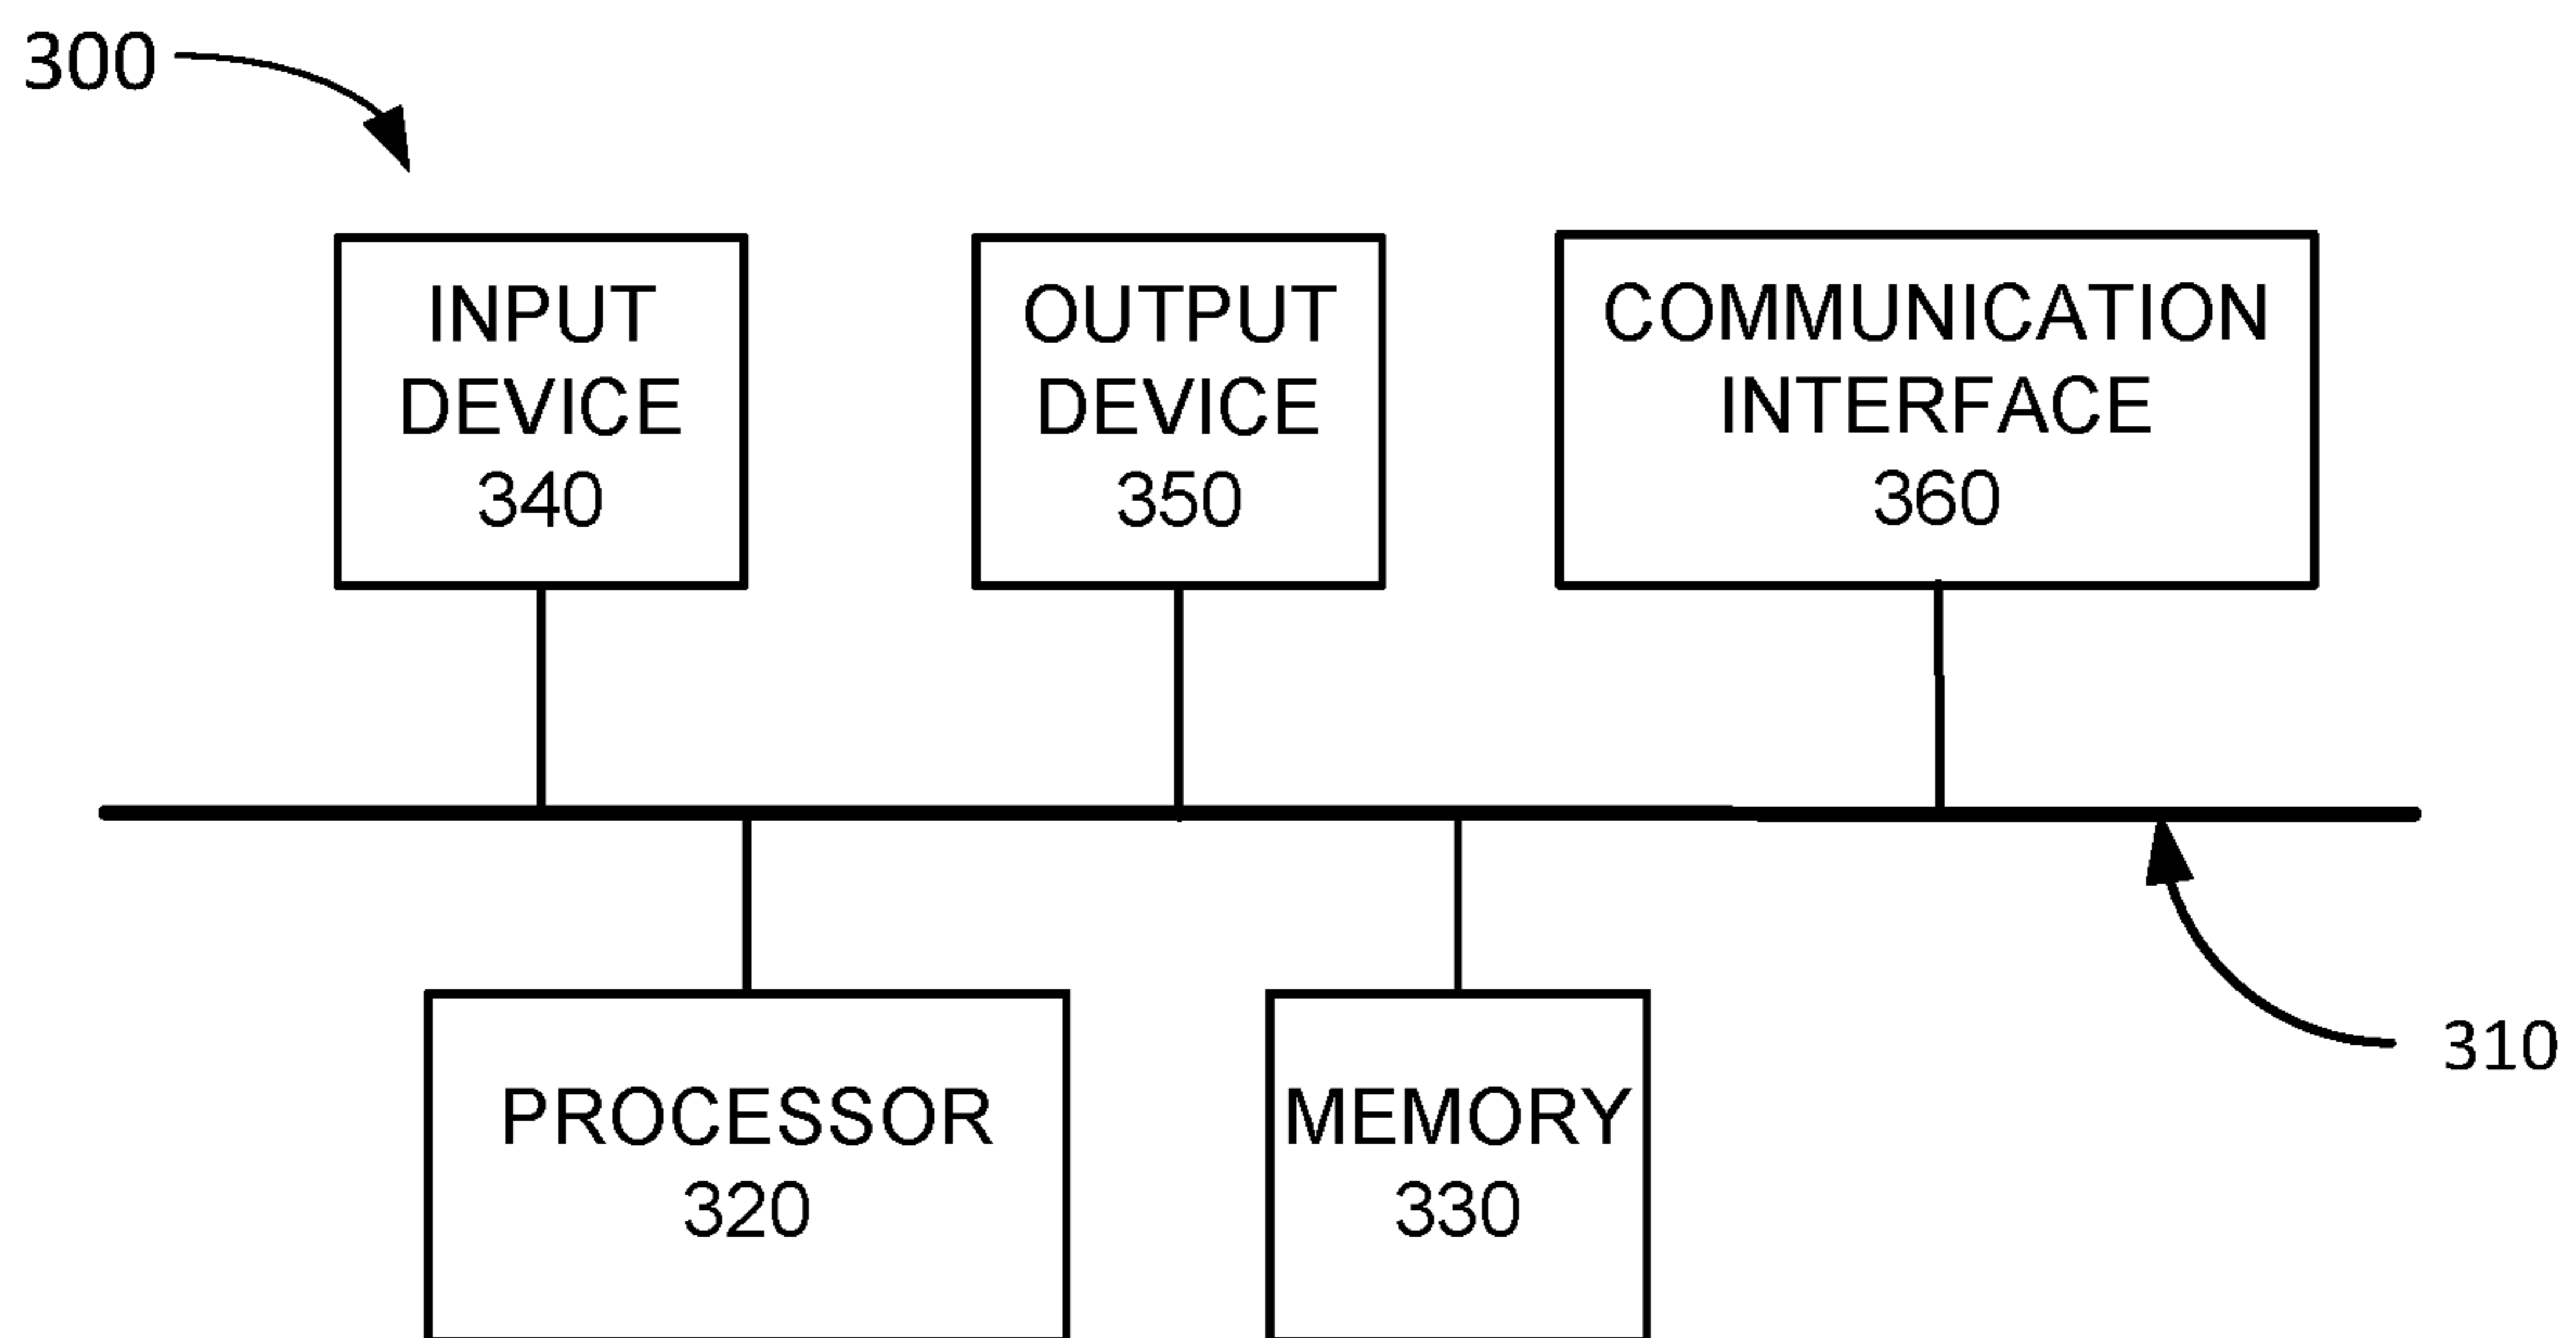 300
INPUT
DEVICE
340
OUTPUT
DEVICE
350
COMMUNICATION
INTERFACE
360
310
PROCESSOR
320
MEMORY
330